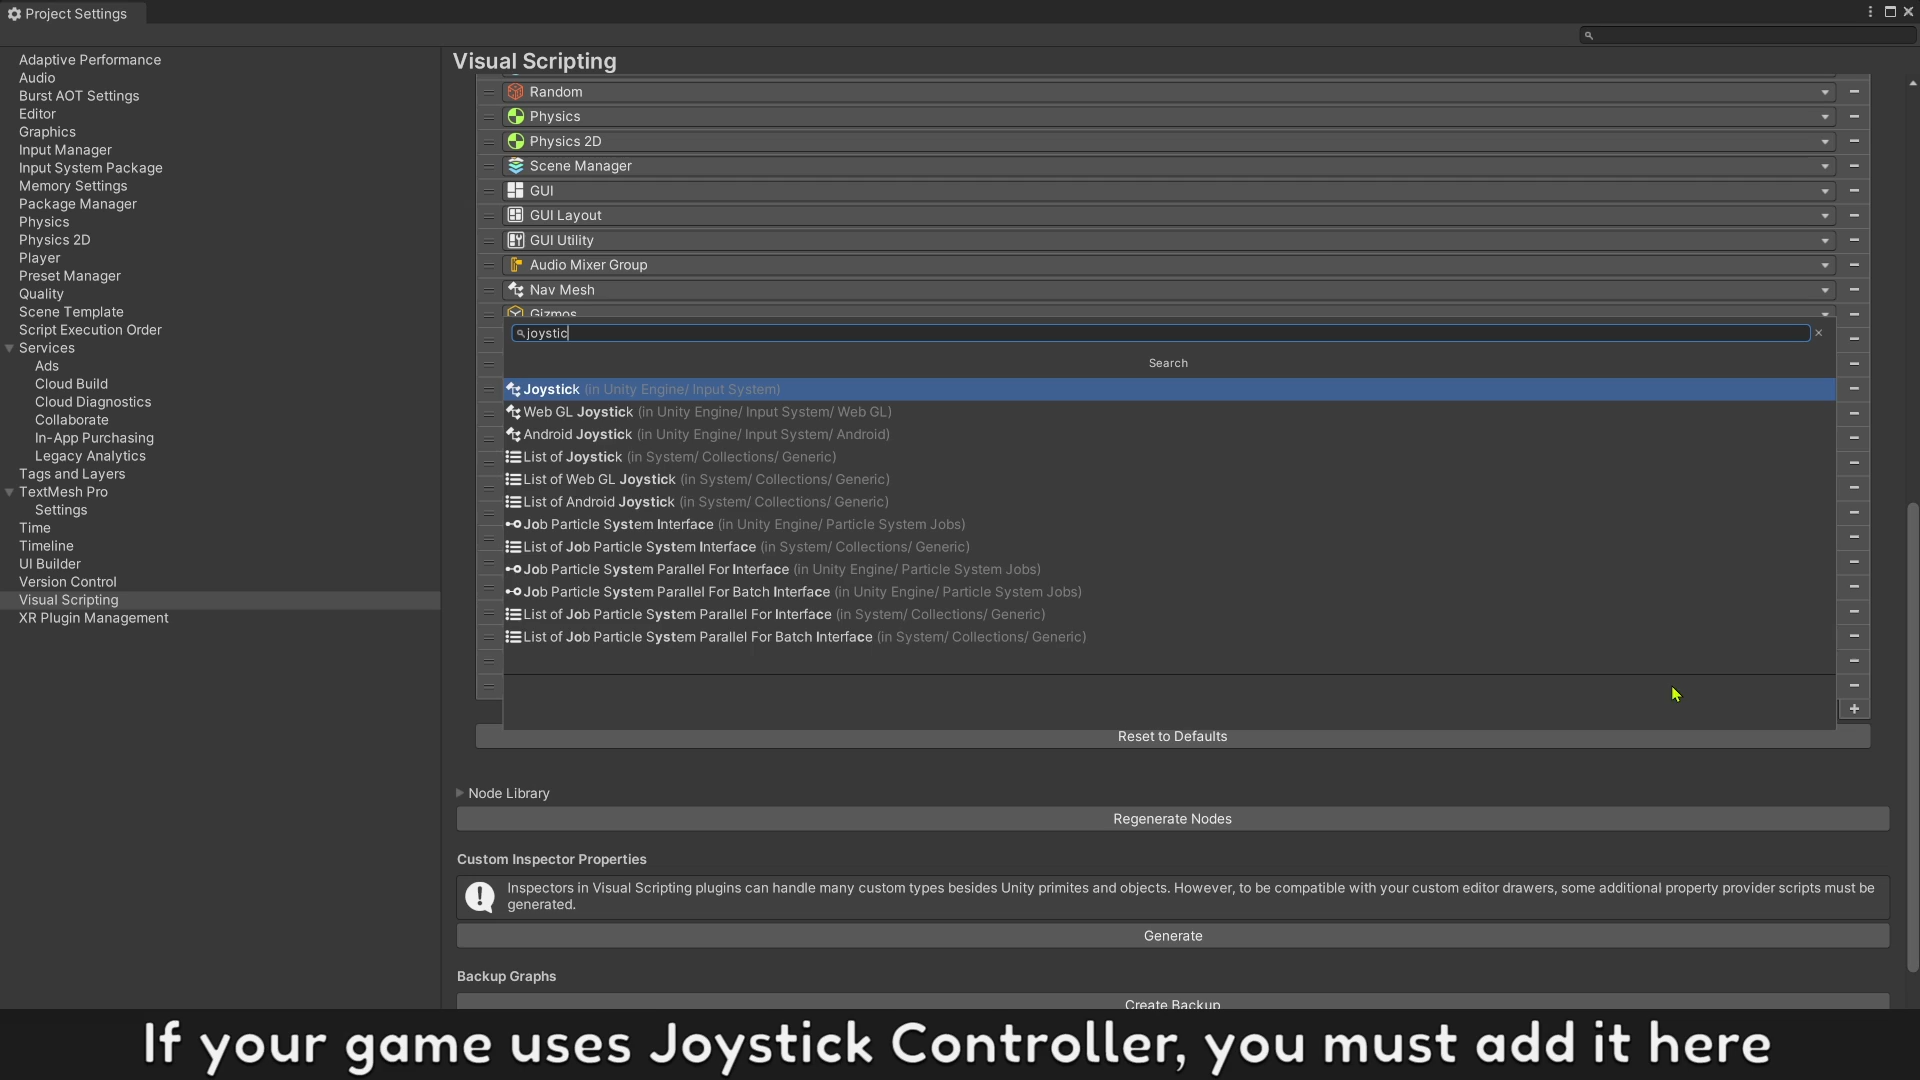 Project Settings
Adaptive Performance
Audio
Burst AOT Settings
Editor
Graphics
Input Manager
Input System Package
Memory Settings
Package Manager
Physics
Physics 2D
Player
Preset Manager
Quality
Scene Template
Script Execution Order
Services
Ads
Cloud Build
Cloud Diagnostics
Collaborate
In-App Purchasing
Legacy Analytics
Tags and Layers
TextMesh Pro
Settings
Time
Timeline
UI Builder
Version Control
Visual Scripting
XR Plugin Management
Visual Scripting
Random
Physics
Physics 2D
Scene Manager
GUI
GUI Layout
GUI Utility
Audio Mixer Group
Nav Mesh
Gizmos
joystic
Search
Joystick (in Unity Engine/ Input System)
Web GL Joystick (in Unity Engine/ Input System/ Web GL)
Android Joystick (in Unity Engine/ Input System/ Android)
List of Joystick (in System/ Collections/ Generic)
List of Web GL Joystick (in System/ Collections/ Generic)
List of Android Joystick (in System/ Collections/ Generic)
Job Particle System Interface (in Unity Engine/ Particle System Jobs)
List of Job Particle System Interface (in System/ Collections/ Generic)
Job Particle System Parallel For Interface (in Unity Engine/ Particle System Jobs)
Job Particle System Parallel For Batch Interface (in Unity Engine/ Particle System Jobs)
List of Job Particle System Parallel For Interface (in System/ Collections/ Generic)
List of Job Particle System Parallel For Batch Interface (in System/ Collections/ Generic)
Reset to Defaults
Node Library
Regenerate Nodes
Custom Inspector Properties
Inspectors in Visual Scripting plugins can handle many custom types besides Unity primites and objects. However, to be compatible with your custom editor drawers, some additional property provider scripts must be
generated.
Generate
Backup Graphs
Create Backup
If your game uses Joystick Controller, you must add it here